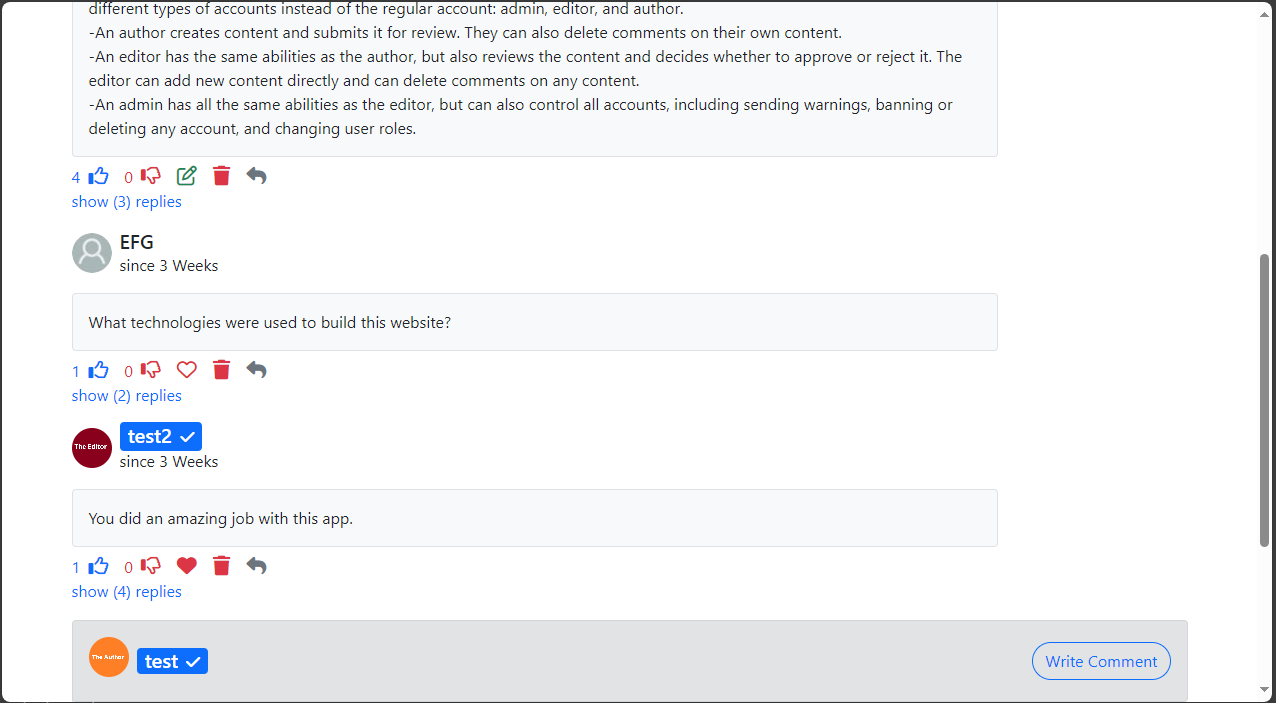 different types of accounts instead of the regular account: admin, editor, and author.
-An author creates content and submits it for review. They can also delete comments on their own content.
-An editor has the same abilities as the author, but also reviews the content and decides whether to approve or reject it. The
editor can add new content directly and can delete comments on any content.
-An admin has all the same abilities as the editor, but can also control all accounts, including sending warnings, banning or
deleting any account, and changing user roles.
4 0
show (3) replies
EFG
since 3 Weeks
What technologies were used to build this website?
1 0
show (2) replies
The Editor
test2
since 3 Weeks
You did an amazing job with this app.
1 0
show (4) replies
The Author
test
Write Comment